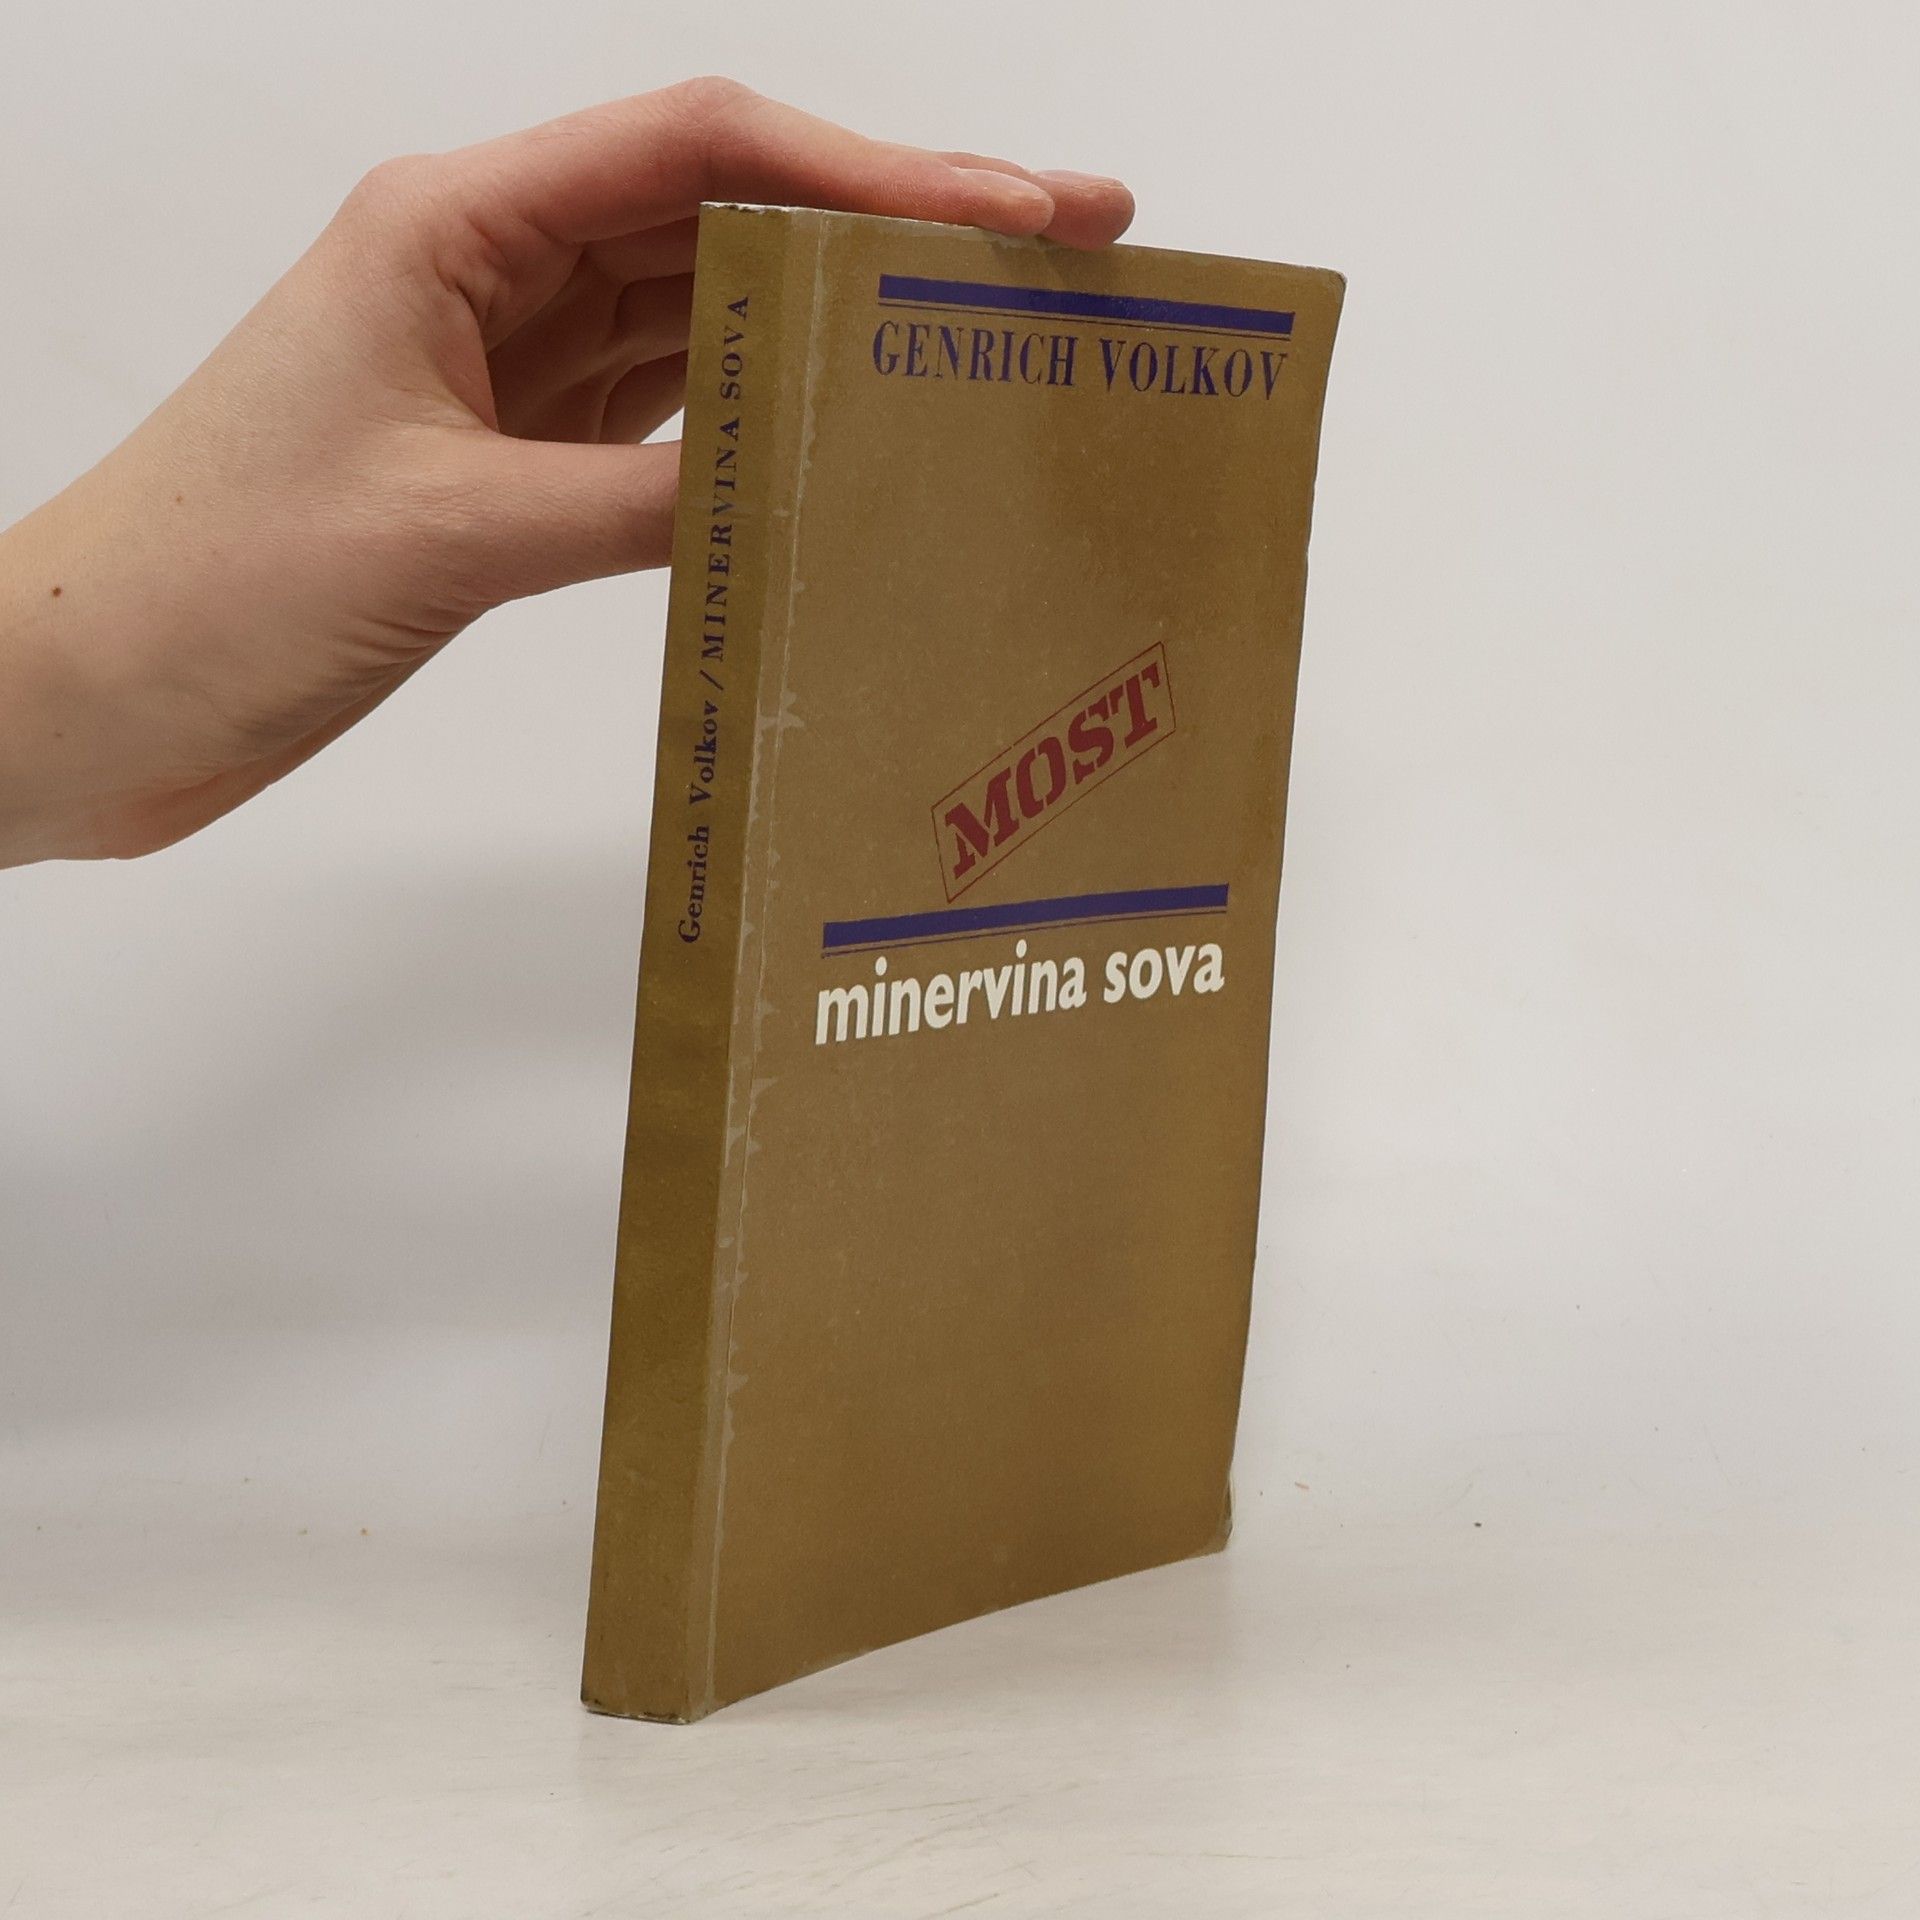 Genrich Volkov / MINERVINA SOVA
GENRICH VOLKOV
MOST
minervina sova